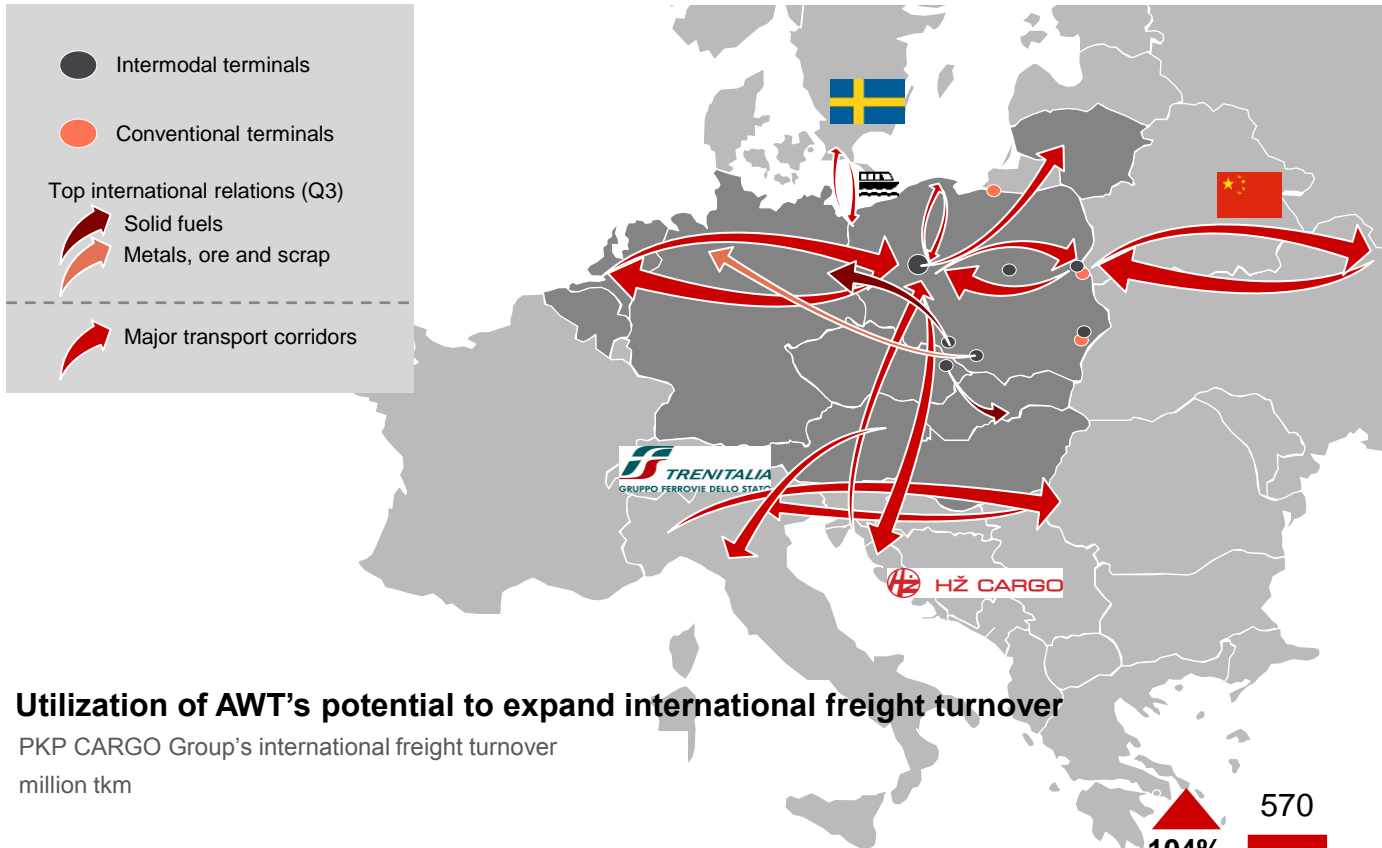 Intermodal terminals
Conventional terminals
Top international relations (Q3)
Solid fuels
Metals, ore and scrap
Major transport corridors
TRENITALIA
GRUPPO FERROVIE DELLO STATO
HŽ CARGO
Utilization of AWT's potential to expand international freight turnover
PKP CARGO Group's international freight turnover
million tkm
570
104%